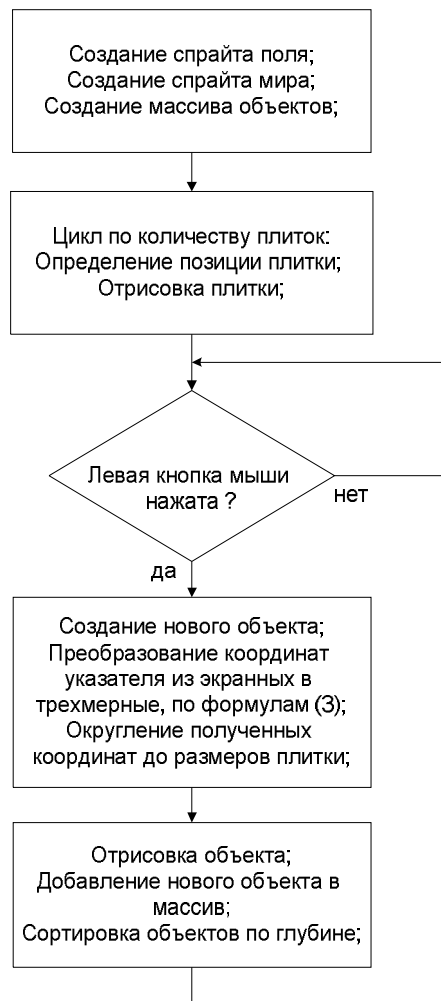 Создание спрайта поля;
Создание спрайта мира;
Создание массива объектов;
Цикл по количеству плиток:
Определение позиции плитки;
Отрисовка плитки;
Левая кнопка мыши
нажата ?
нет
да
Создание нового объекта;
Преобразование координат
указателя из экранных в
трехмерные, по формулам (3);
Округление полученных
координат до размеров плитки;
Отрисовка объекта;
Добавление нового объекта в
массив;
Сортировка объектов по глубине;